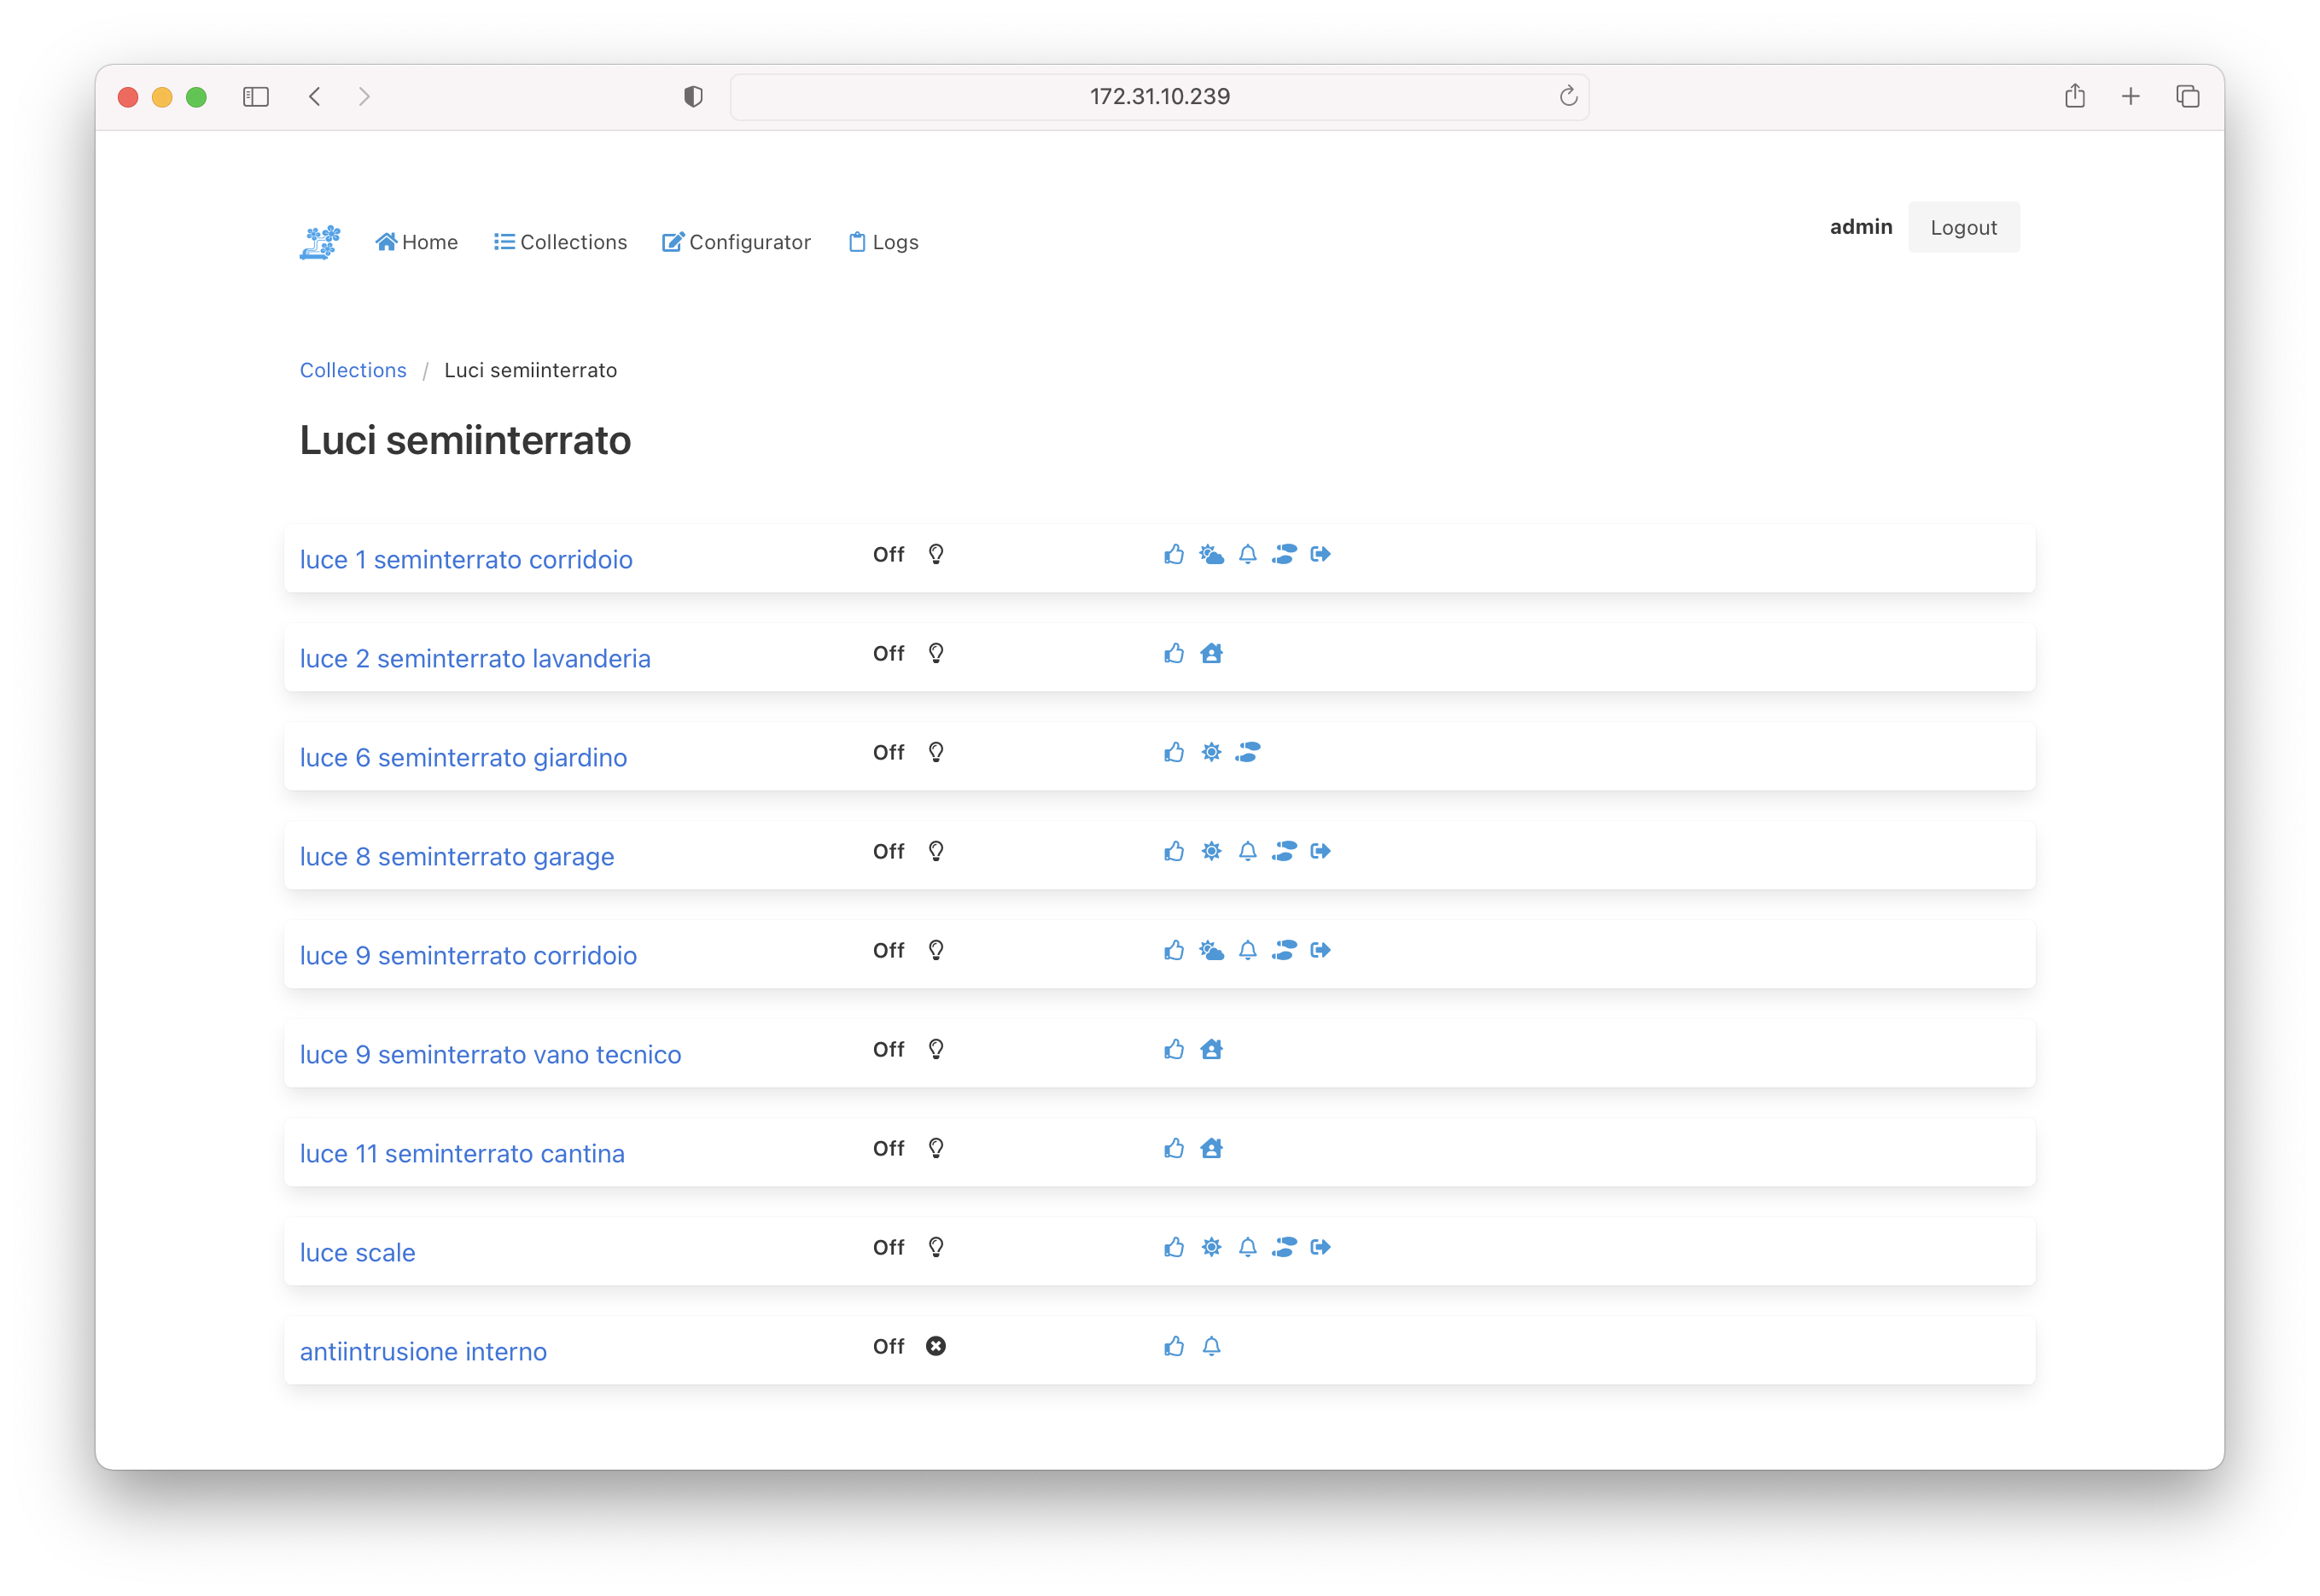 172.31.10.239
Home Collections Configurator Logs admin Logout
Collections / Luci semiinterrato
Luci semiinterrato
luce 1 seminterrato corridoio Off
luce 2 seminterrato lavanderia Off
luce 6 seminterrato giardino Off
luce 8 seminterrato garage Off
luce 9 seminterrato corridoio Off
luce 9 seminterrato vano tecnico Off
luce 11 seminterrato cantina Off
luce scale Off
antiintrusione interno Off